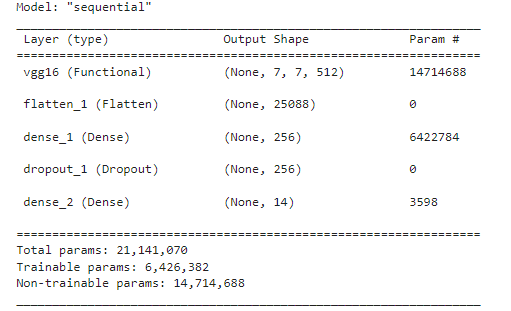 Model: "sequential"
_________________________________________________________________
Layer (type) Output Shape Param #
=================================================================
vgg16 (Functional) (None, 7, 7, 512) 14714688
flatten_1 (Flatten) (None, 25088) 0
dense_1 (Dense) (None, 256) 6422784
dropout_1 (Dropout) (None, 256) 0
dense_2 (Dense) (None, 14) 3598
=================================================================
Total params: 21,141,070
Trainable params: 6,426,382
Non-trainable params: 14,714,688
_________________________________________________________________